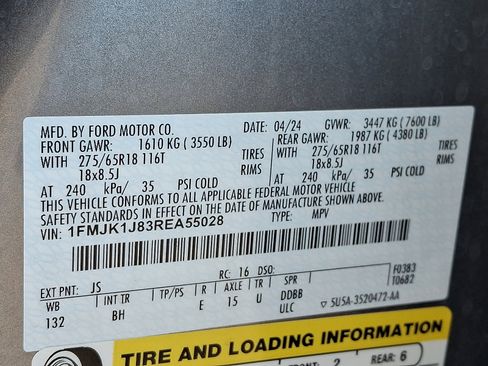 MFD. BY FORD MOTOR CO. DATE: 04/24 GVWR: 3447 KG ( 7600 LB)
FRONT GAWR: 1610 KG ( 3550 LB) REAR GAWR: 1987 KG ( 4380 LB)
WITH 275/65R18 116T TIRES WITH 275/65R18 116T TIRES
18x8.5J RIMS 18x8.5J RIMS
AT 240 kPa/ 35 PSI COLD AT 240 kPa/ 35 PSI COLD
THIS VEHICLE CONFORMS TO ALL APPLICABLE FEDERAL MOTOR VEHICLE
SAFETY STANDARDS IN EFFECT ON THE DATE OF MANUFACTURE SHOWN ABOVE.
VIN: 1FMJK1J83REA55028 TYPE: MPV
EXT PNT: JS RC: 16 DSO: F0383
WB INT TR TP/PS R AXLE TR SPR T0682
132 BH E 15 U DDBB
ULC ▽ 5U5A-3520472-AA
TIRE AND LOADING INFORMATION
FRONT: 2 REAR: 6